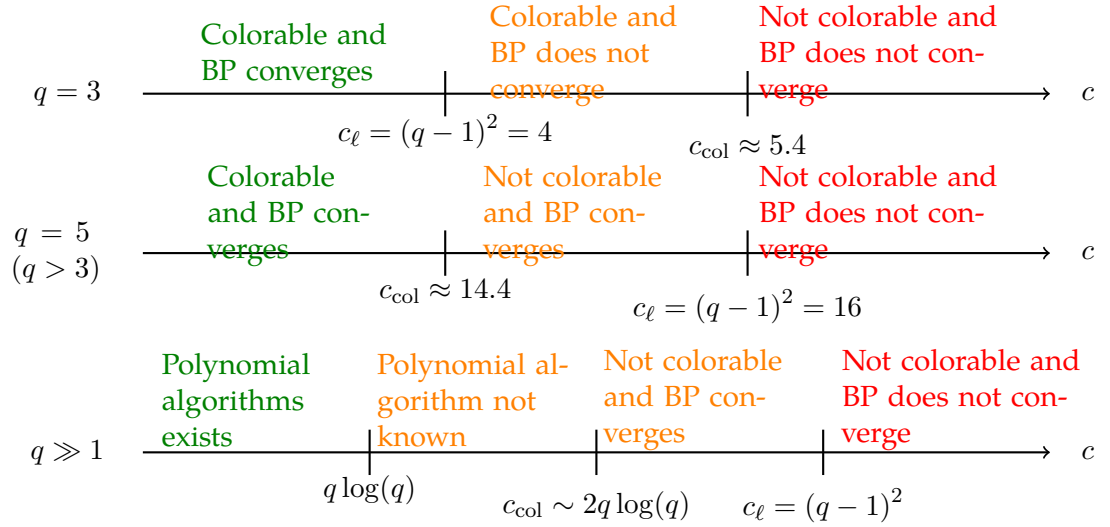 Colorable and
BP converges
Colorable and
BP does not
converge
Not colorable and
BP does not con-
verge
q = 3
c
c_ℓ = (q − 1)^2 = 4
c_col ≈ 5.4
Colorable
and BP con-
verges
Not colorable
and BP con-
verges
Not colorable and
BP does not con-
verge
q = 5
(q > 3)
c
c_col ≈ 14.4
c_ℓ = (q − 1)^2 = 16
Polynomial
algorithms
exists
Polynomial al-
gorithm not
known
Not colorable
and BP con-
verges
Not colorable and
BP does not con-
verge
q ≫ 1
c
q log(q)
c_col ∼ 2q log(q)
c_ℓ = (q − 1)^2